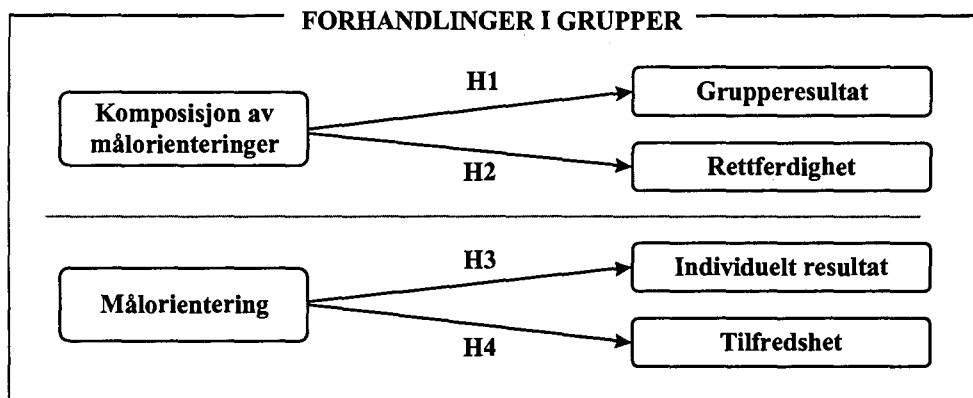 FORHANDLINGER I GRUPPER
H1
Grupperesultat
Komposisjon av
målorienteringer
H2
Rettferdighet
H3
Individuelt resultat
Målorientering
H4
Tilfredshet